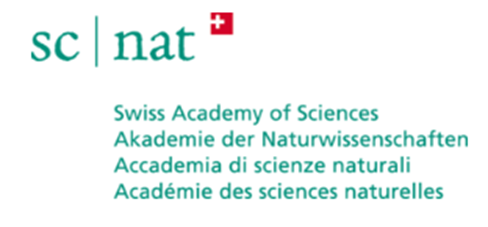 sc | nat
Swiss Academy of Sciences
Akademie der Naturwissenschaften
Accademia di scienze naturali
Académie des sciences naturelles